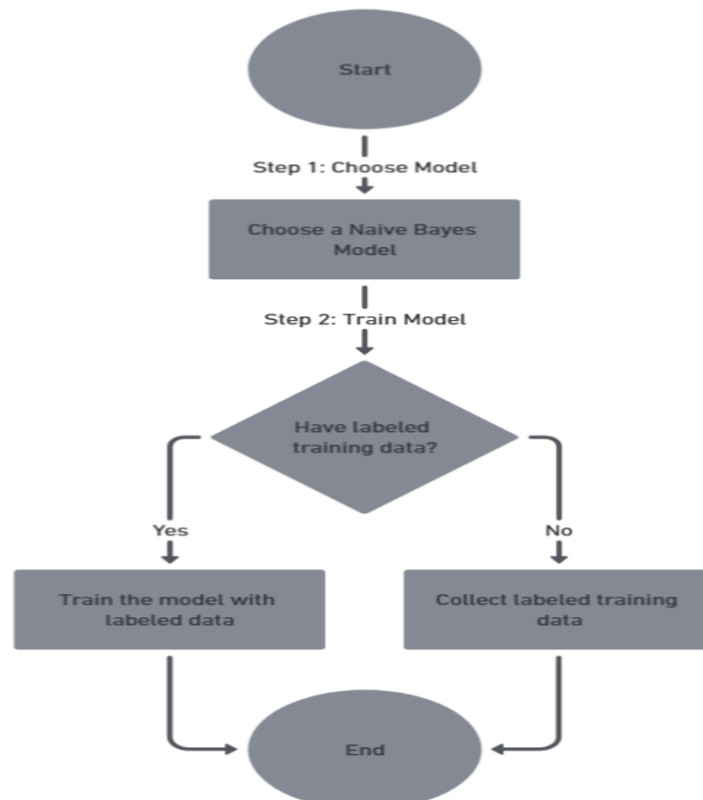 Start
Step 1: Choose Model
Choose a Naive Bayes
Model
Step 2: Train Model
Have labeled
training data?
Yes
No
Train the model with
labeled data
Collect labeled training
data
End